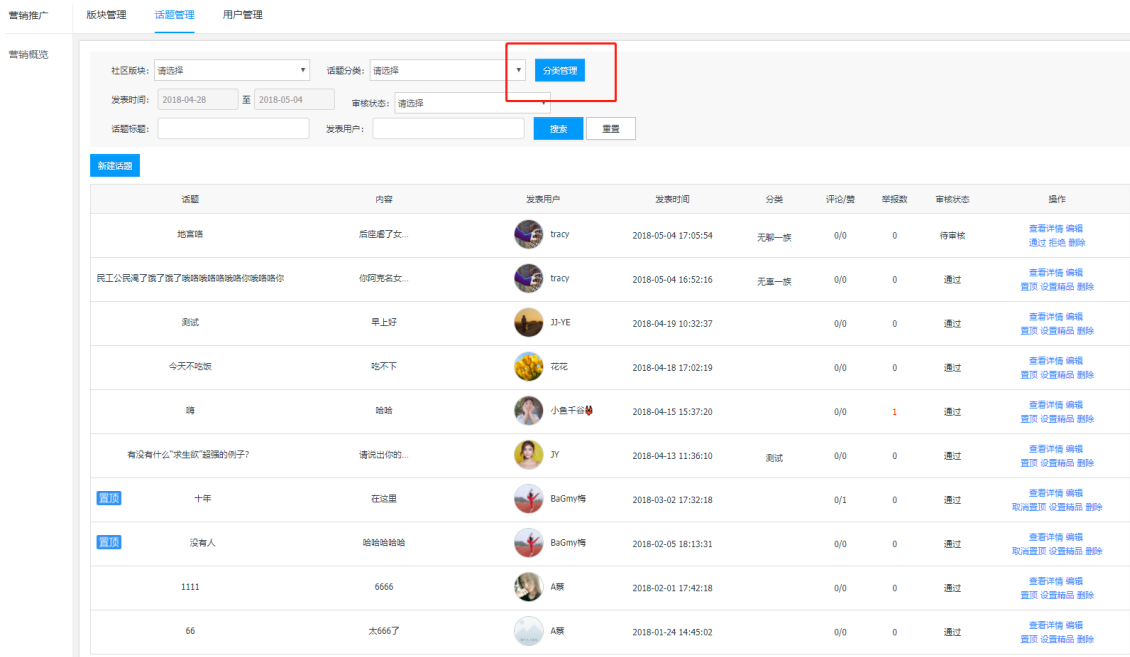 营销推广 版块管理 话题管理 用户管理
营销概览
社区版块: 请选择 话题分类: 请选择 分类管理
发表时间: 2018-04-28 至 2018-05-04 审核状态: 请选择
话题标题: 发表用户: 搜索 重置
新建话题
话题 内容 发表用户 发表时间 分类 评论/赞 举报数 审核状态 操作
地宫咯 后座虐了女... tracy 2018-05-04 17:05:54 无聊一族 0/0 0 待审核 查看详情 编辑
通过 拒绝 删除
民工公民渴了饿了饿了哦咯哦咯哦咯你哦咯咯你 你阿克名女... tracy 2018-05-04 16:52:16 无辜一族 0/0 0 通过 查看详情 编辑
置顶 设置精品 删除
测试 早上好 JJ-YE 2018-04-19 10:32:37 0/0 0 通过 查看详情 编辑
置顶 设置精品 删除
今天不吃饭 吃不下 花花 2018-04-18 17:02:19 0/0 0 通过 查看详情 编辑
置顶 设置精品 删除
嗨 哈哈 小鱼千谷 2018-04-15 15:37:20 0/0 1 通过 查看详情 编辑
置顶 设置精品 删除
有没有什么"求生欲"超强的例子? 请说出你的... JY 2018-04-13 11:36:10 测试 0/0 0 通过 查看详情 编辑
置顶 设置精品 删除
置顶 十年 在这里 BaGmy梅 2018-03-02 17:32:18 0/1 0 通过 查看详情 编辑
取消置顶 设置精品 删除
置顶 没有人 哈哈哈哈哈 BaGmy梅 2018-02-05 18:13:31 0/0 0 通过 查看详情 编辑
取消置顶 设置精品 删除
1111 6666 A蔡 2018-02-01 17:42:18 0/0 0 通过 查看详情 编辑
置顶 设置精品 删除
66 太666了 A蔡 2018-01-24 14:45:02 0/0 0 通过 查看详情 编辑
置顶 设置精品 删除